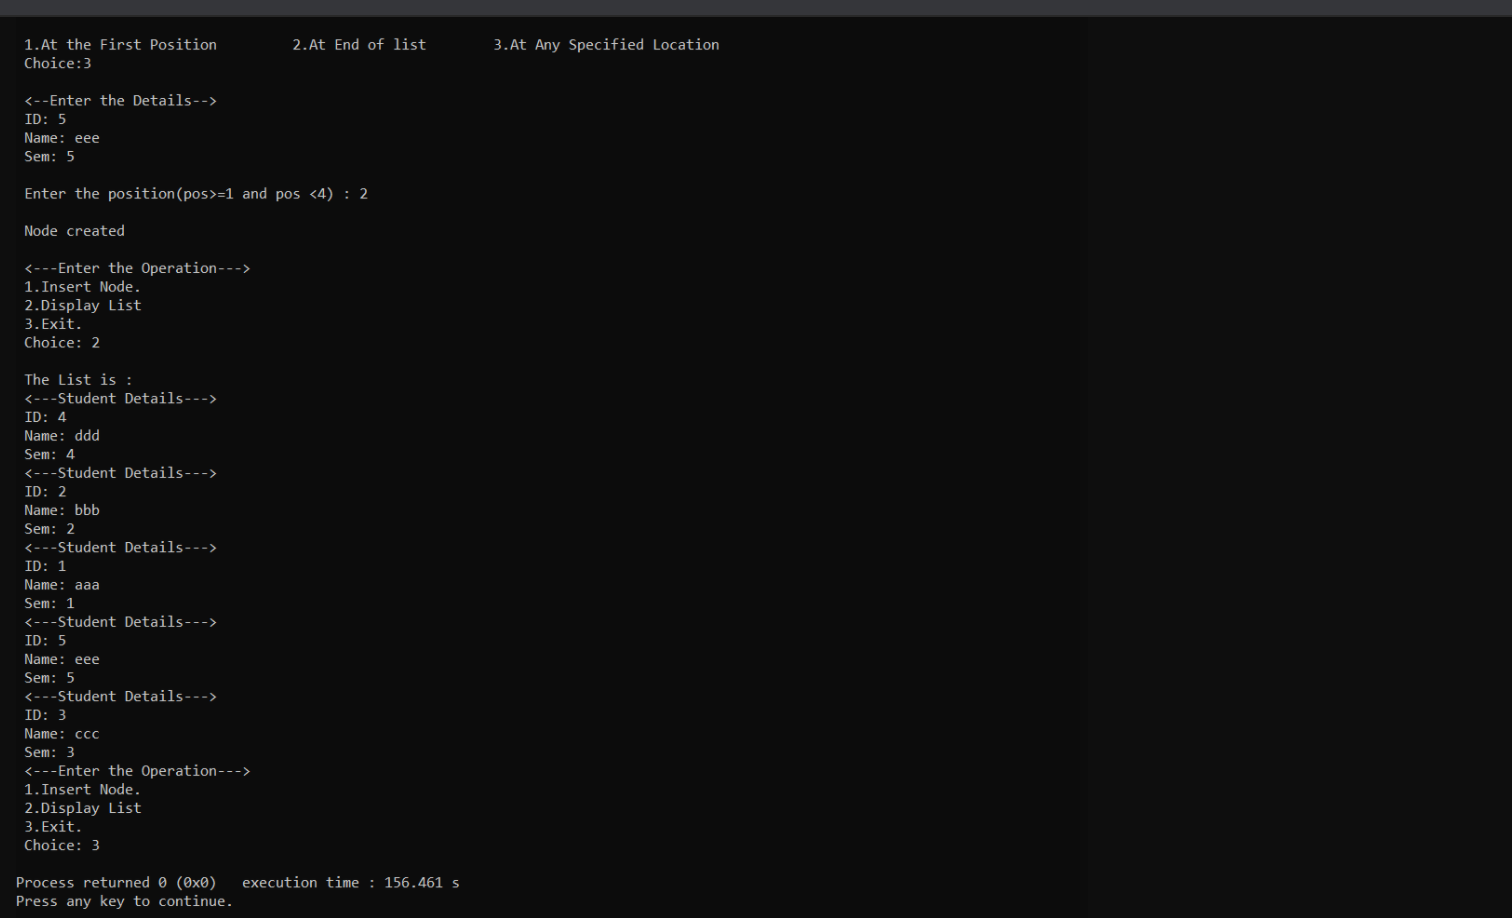 1.At the First Position         2.At End of list        3.At Any Specified Location
Choice:3
<--Enter the Details-->
ID: 5
Name: eee
Sem: 5
Enter the position(pos>=1 and pos <4) : 2
Node created
<---Enter the Operation--->
1.Insert Node.
2.Display List
3.Exit.
Choice: 2
The List is :
<---Student Details--->
ID: 4
Name: ddd
Sem: 4
<---Student Details--->
ID: 2
Name: bbb
Sem: 2
<---Student Details--->
ID: 1
Name: aaa
Sem: 1
<---Student Details--->
ID: 5
Name: eee
Sem: 5
<---Student Details--->
ID: 3
Name: ccc
Sem: 3
<---Enter the Operation--->
1.Insert Node.
2.Display List
3.Exit.
Choice: 3
Process returned 0 (0x0)   execution time : 156.461 s
Press any key to continue.